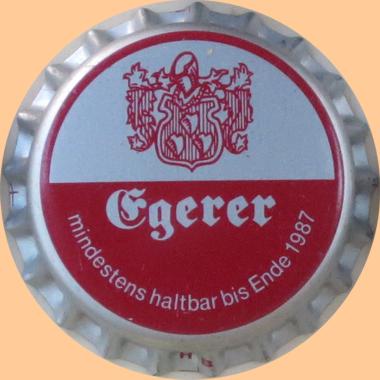 Egerer
mindestens haltbar bis Ende 1987
H B